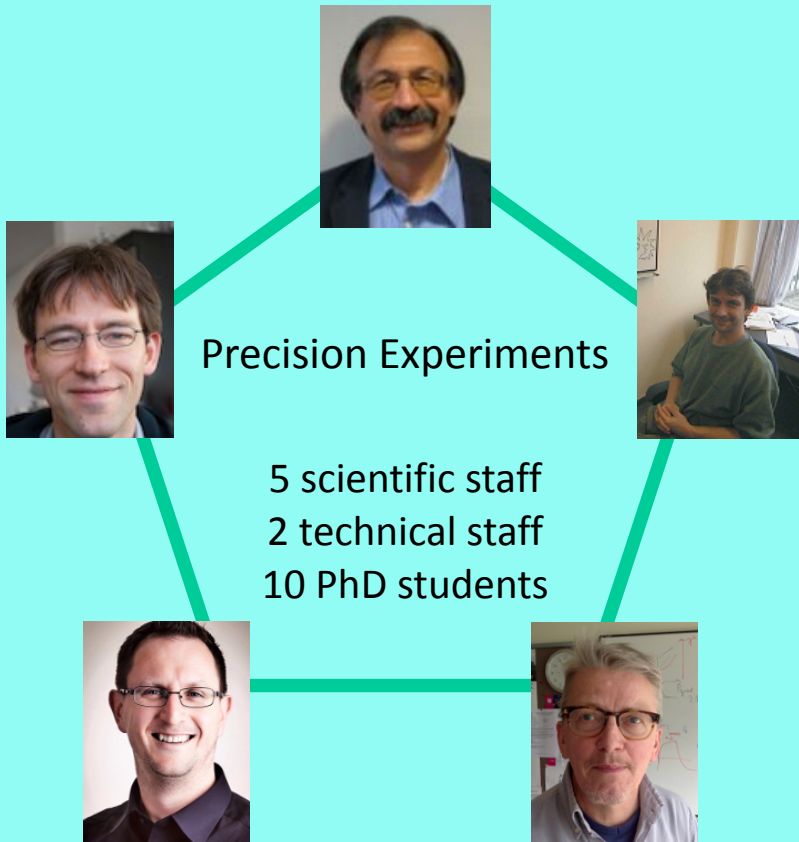 Precision Experiments
5 scientific staff
2 technical staff
10 PhD students